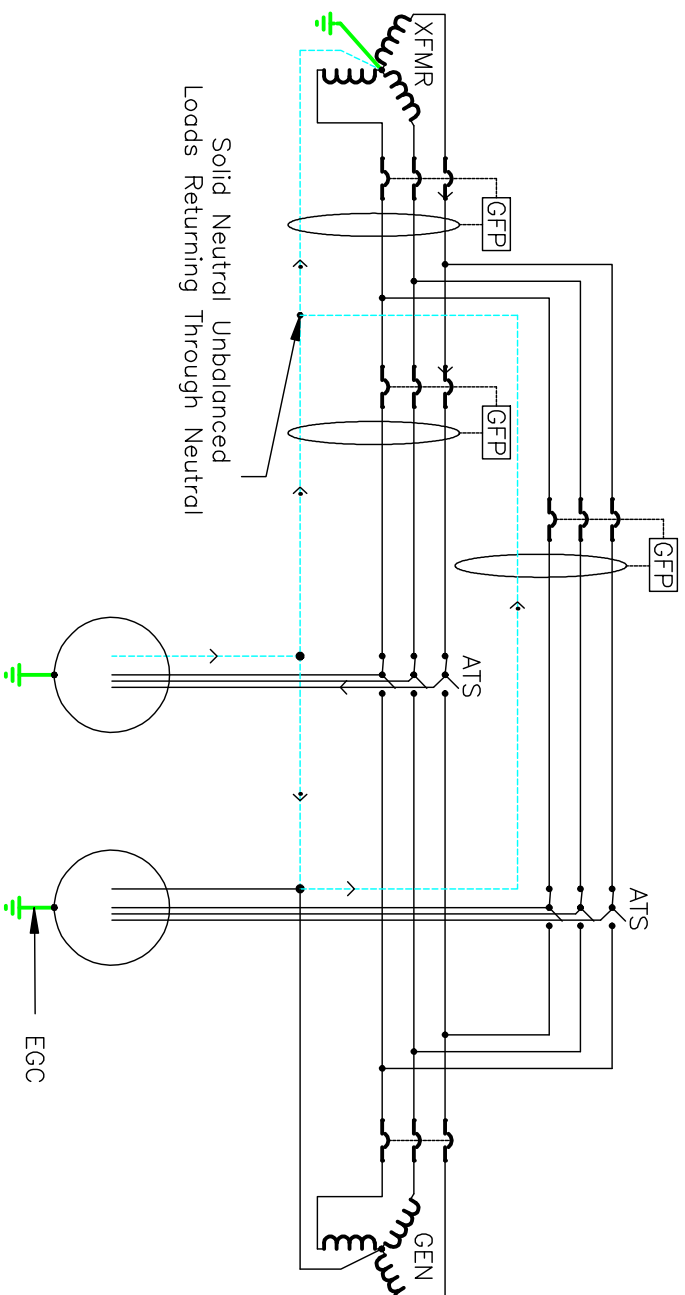 XFMR
GFP
GFP
GFP
Solid Neutral Unbalanced
Loads Returning Through Neutral
ATS
ATS
EGC
GEN